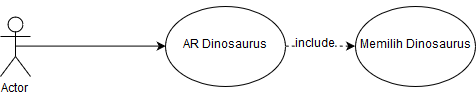 AR Dinosaurus
include
Memilih Dinosaurus
Actor